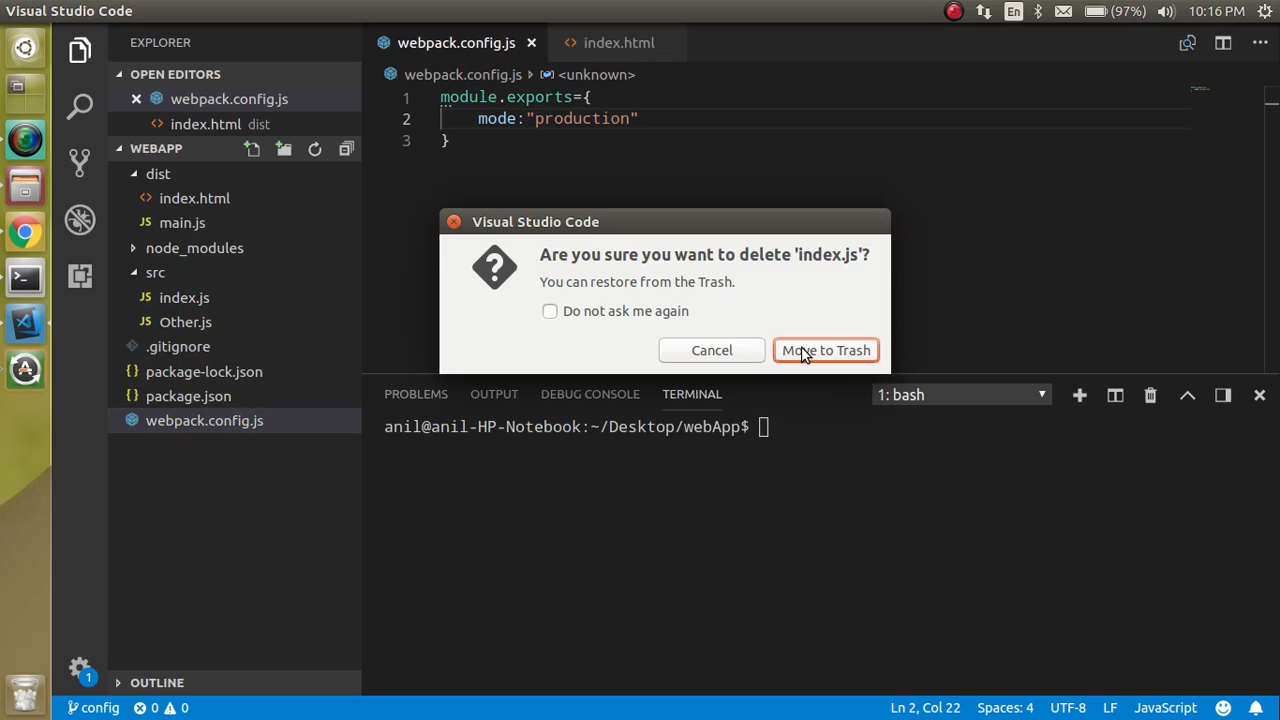 Visual Studio Code
En
(97%)
10:16 PM
EXPLORER
OPEN EDITORS
webpack.config.js
index.html dist
WEBAPP
dist
index.html
JS main.js
node_modules
src
JS index.js
JS Other.js
.gitignore
{ } package-lock.json
{ } package.json
webpack.config.js
OUTLINE
webpack.config.js
index.html
webpack.config.js <unknown>
1 module.exports={
2 mode:"production"
3 }
Visual Studio Code
Are you sure you want to delete 'index.js'?
You can restore from the Trash.
Do not ask me again
Cancel
Move to Trash
PROBLEMS OUTPUT DEBUG CONSOLE TERMINAL
1: bash
anil@anil-HP-Notebook:~/Desktop/webApp$
1
config
0 0
Ln 2, Col 22 Spaces: 4 UTF-8 LF JavaScript